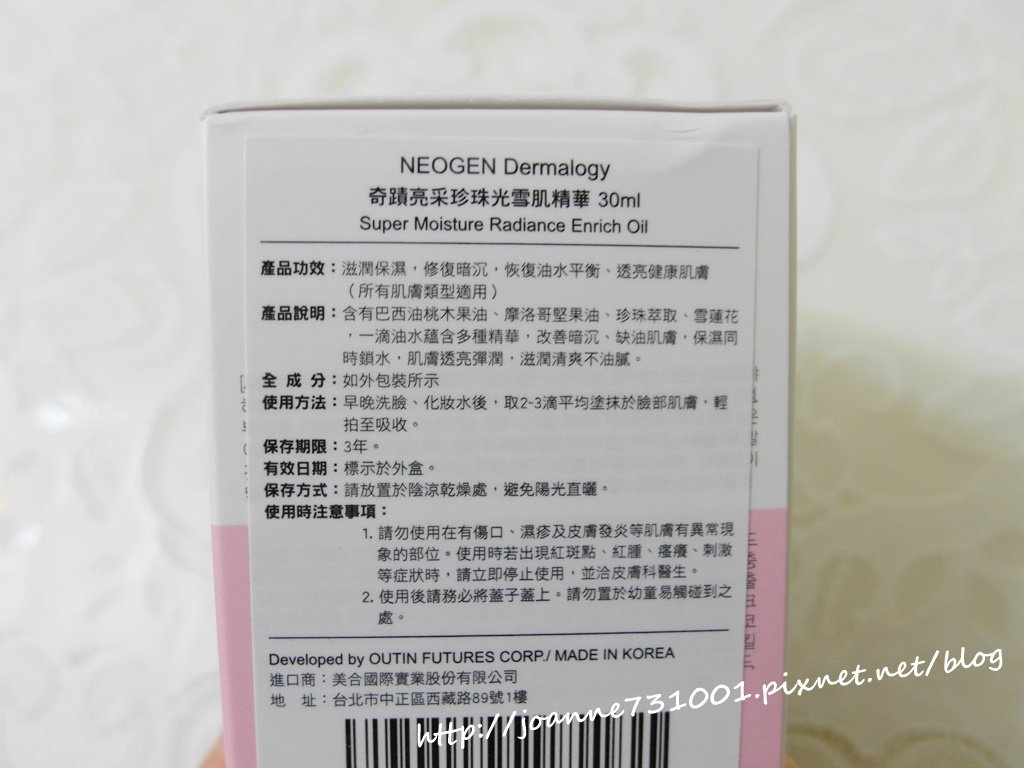 NEOGEN Dermalogy
奇蹟亮采珍珠光雪肌精華 30ml
Super Moisture Radiance Enrich Oil
產品功效：滋潤保濕，修復暗沉，恢復油水平衡、透亮健康肌膚
（所有肌膚類型適用）
產品說明：含有巴西油桃木果油、摩洛哥堅果油、珍珠萃取、雪蓮花
，一滴油水蘊含多種精華，改善暗沉、缺油肌膚，保濕同
時鎖水，肌膚透亮彈潤，滋潤清爽不油膩。
全 成 分：如外包裝所示
使用方法：早晚洗臉、化妝水後，取2~3滴平均塗抹於臉部肌膚，輕
拍至吸收。
保存期限：3年。
有效日期：標示於外盒。
保存方式：請放置於陰涼乾燥處，避免陽光直曬。
使用時注意事項：
1. 請勿使用在有傷口、濕疹及皮膚發炎等肌膚有異常現
象的部位。使用時若出現紅斑點、紅腫、搔癢、刺激
等症狀時，請立即停止使用，並洽皮膚科醫生。
2. 使用後請務必將蓋子蓋上。請勿置於幼童易觸碰到之
處。
Developed by OUTIN FUTURES CORP./ MADE IN KOREA
進口商：美合國際實業股份有限公司
地　址：台北市中正區西藏路89號1樓
http://joanne731001.pixnet.net/blog